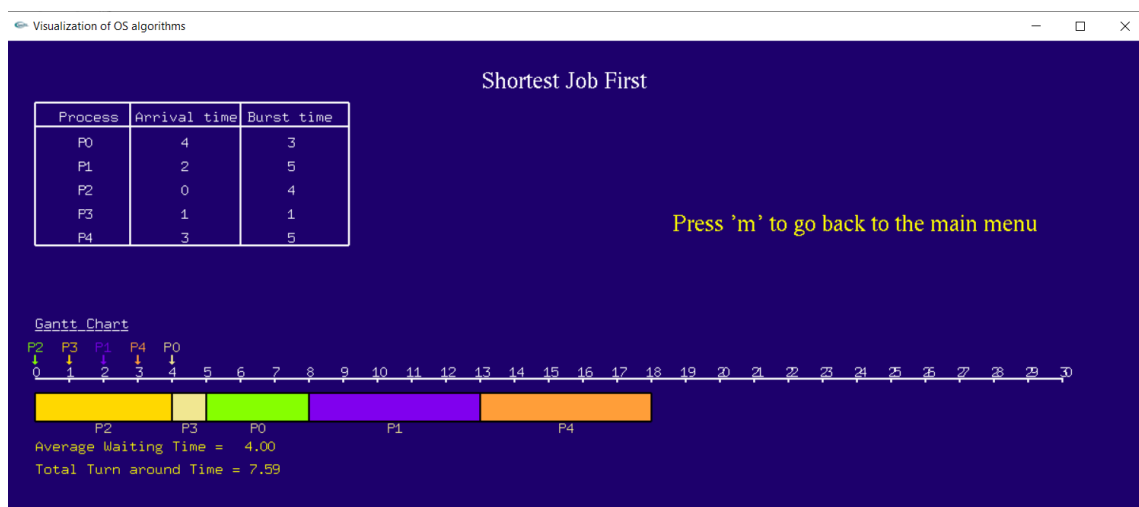 Visualization of OS algorithms
Shortest Job First
Process Arrival time Burst time
P0 4 3
P1 2 5
P2 0 4
P3 1 1
P4 3 5
Press 'm' to go back to the main menu
Gantt Chart
P2 P3 P1 P4 P0
0 1 2 3 4 5 6 7 8 9 10 11 12 13 14 15 16 17 18 19 20 21 22 23 24 25 26 27 28 29 30
P2 P3 P0 P1 P4
Average Waiting Time = 4.00
Total Turn around Time = 7.59